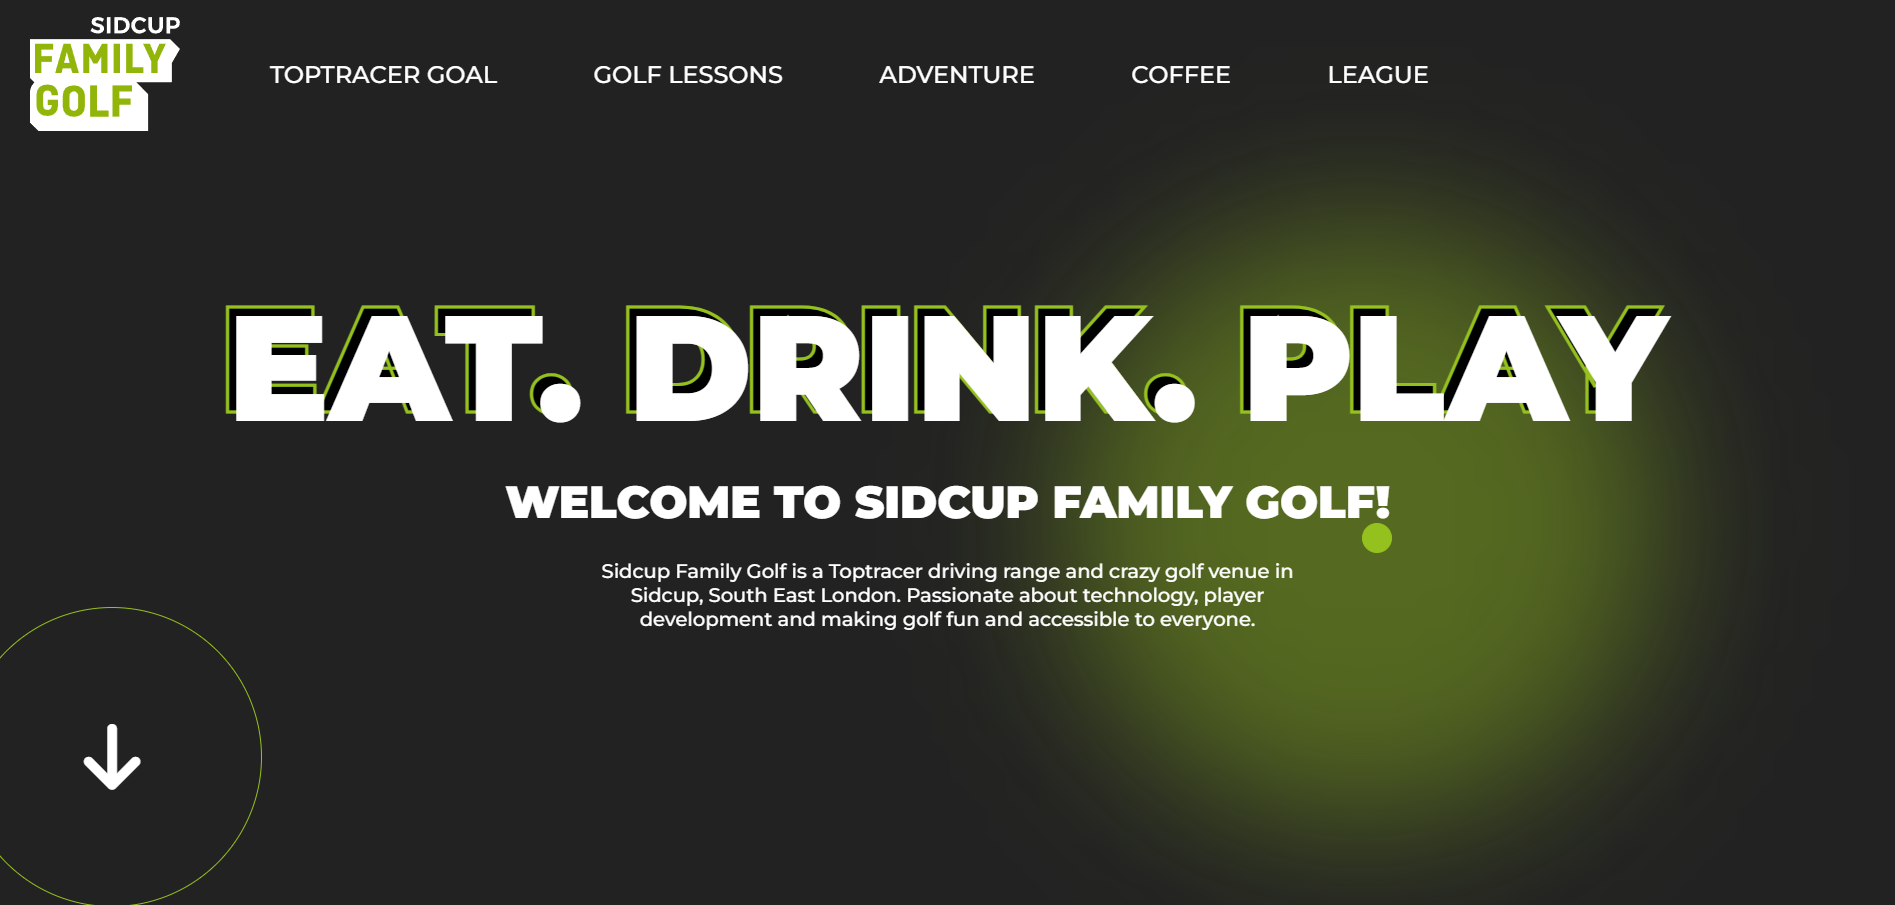 SIDCUP
FAMILY
GOLF
TOPTRACER GOAL
GOLF LESSONS
ADVENTURE
COFFEE
LEAGUE
EAT. DRINK. PLAY
WELCOME TO SIDCUP FAMILY GOLF!
Sidcup Family Golf is a Toptracer driving range and crazy golf venue in
Sidcup, South East London. Passionate about technology, player
development and making golf fun and accessible to everyone.